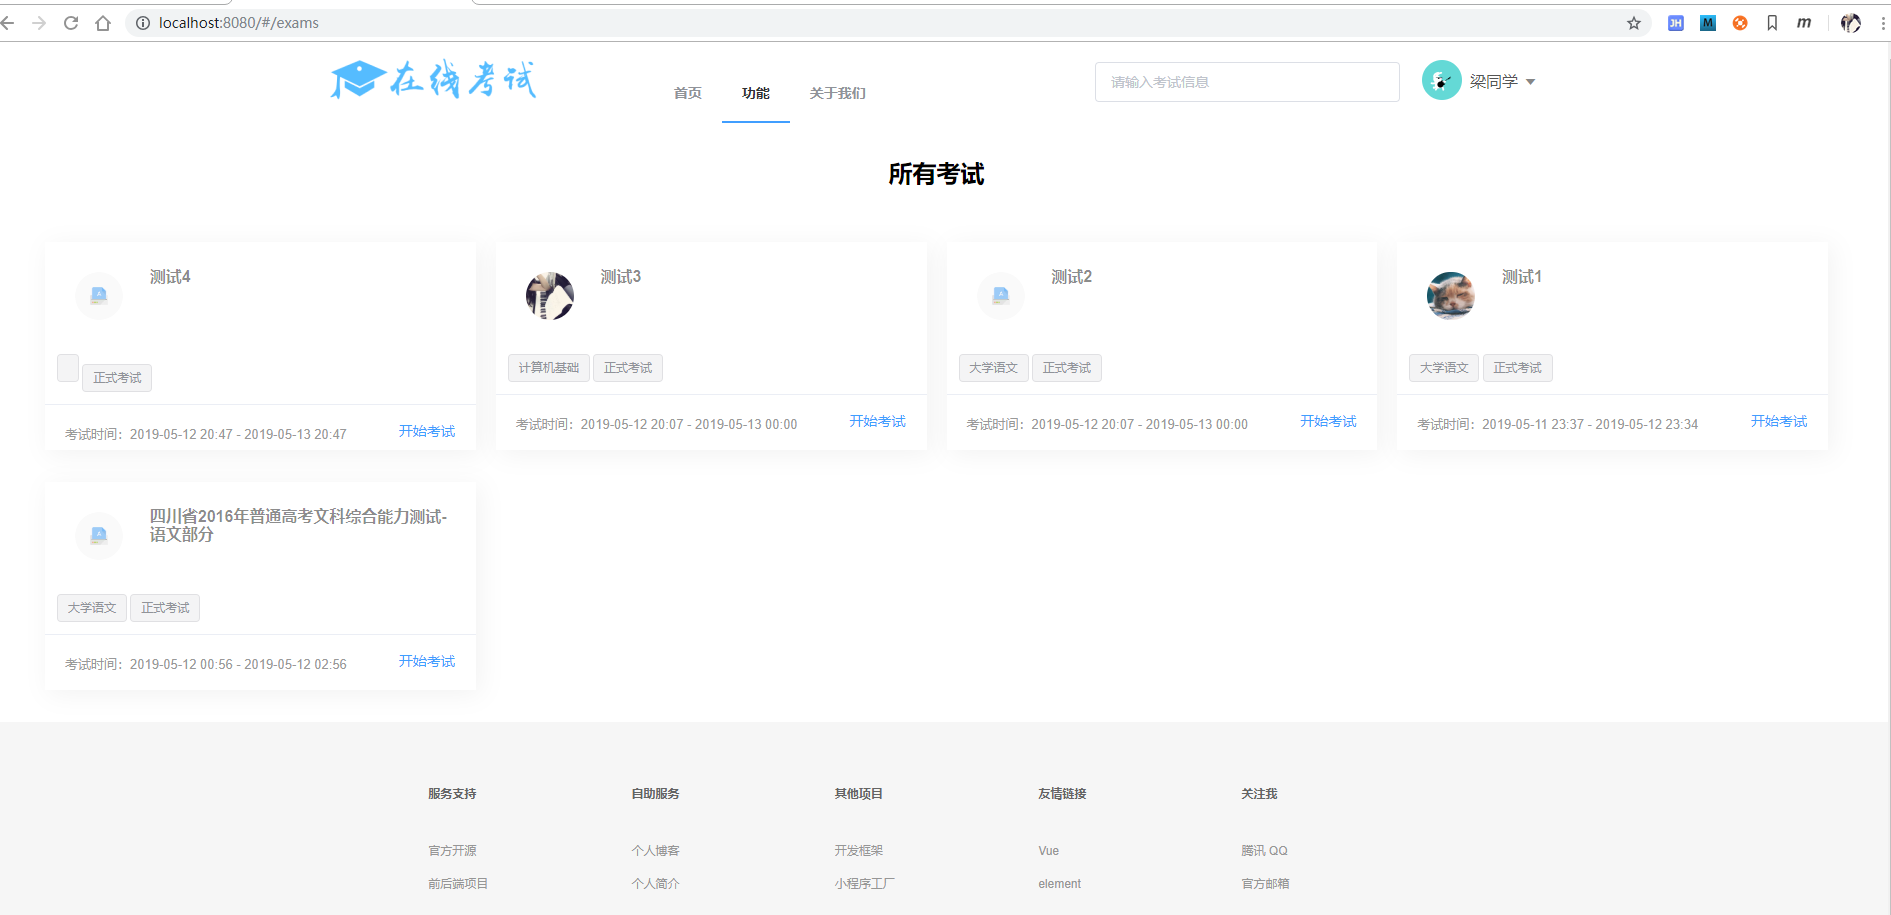 localhost:8080/#/exams
JH
M
m
在线考试
首页
功能
关于我们
请输入考试信息
梁同学
所有考试
测试4
正式考试
考试时间：2019-05-12 20:47 - 2019-05-13 20:47
开始考试
测试3
计算机基础
正式考试
考试时间：2019-05-12 20:07 - 2019-05-13 00:00
开始考试
测试2
大学语文
正式考试
考试时间：2019-05-12 20:07 - 2019-05-13 00:00
开始考试
测试1
大学语文
正式考试
考试时间：2019-05-11 23:37 - 2019-05-12 23:34
开始考试
四川省2016年普通高考文科综合能力测试-
语文部分
大学语文
正式考试
考试时间：2019-05-12 00:56 - 2019-05-12 02:56
开始考试
服务支持
官方开源
前后端项目
自助服务
个人博客
个人简介
其他项目
开发框架
小程序工厂
友情链接
Vue
element
关注我
腾讯 QQ
官方邮箱